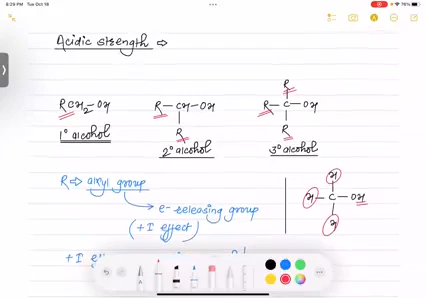 8:29 PM Tue Oct 18
76%
Acidic strength ⇒
R
RCH2-OH R-CH-OH R-C-OH
R R
1° alcohol 2° alcohol 3° alcohol
R ⇒ alkyl group
→ e- releasing group
(+I effect)
H
H-C-OH
H
+I